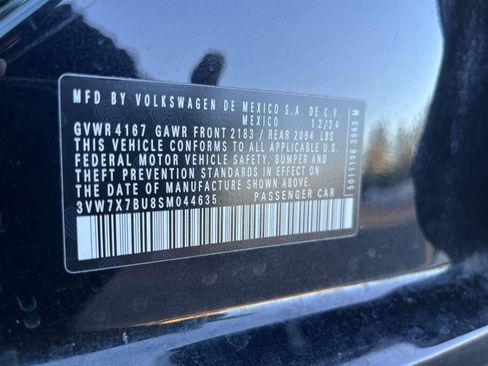 MFD BY VOLKSWAGEN DE MEXICO S.A. DE C.V.
MEXICO 12/24
GVWR 4167 GAWR FRONT 2183 / REAR 2094 LBS
THIS VEHICLE CONFORMS TO ALL APPLICABLE U.S.
FEDERAL MOTOR VEHICLE SAFETY, BUMPER AND
THEFT PREVENTION STANDARDS IN EFFECT ON
THE DATE OF MANUFACTURE SHOWN ABOVE.
3VW7X7BU8SM044635 PASSENGER CAR
5011198 3903 M